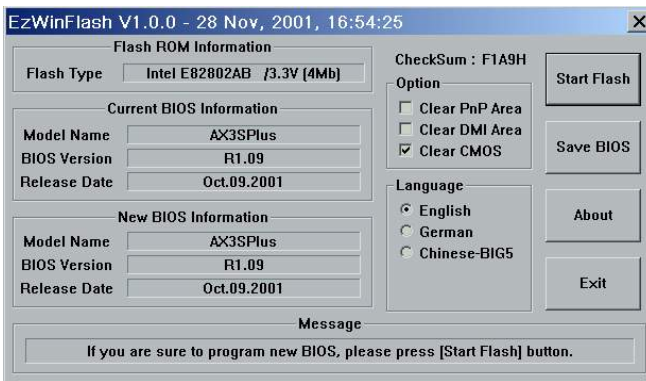 EzWinFlash V1.0.0 - 28 Nov, 2001, 16:54:25
Flash ROM Information
Flash Type Intel E82802AB /3.3V (4Mb)
Current BIOS Information
Model Name AX3SPlus
BIOS Version R1.09
Release Date Oct.09.2001
New BIOS Information
Model Name AX3SPlus
BIOS Version R1.09
Release Date Oct.09.2001
CheckSum : F1A9H
Option
Clear PnP Area
Clear DMI Area
Clear CMOS
Language
English
German
Chinese-BIG5
Start Flash
Save BIOS
About
Exit
Message
If you are sure to program new BIOS, please press [Start Flash] button.